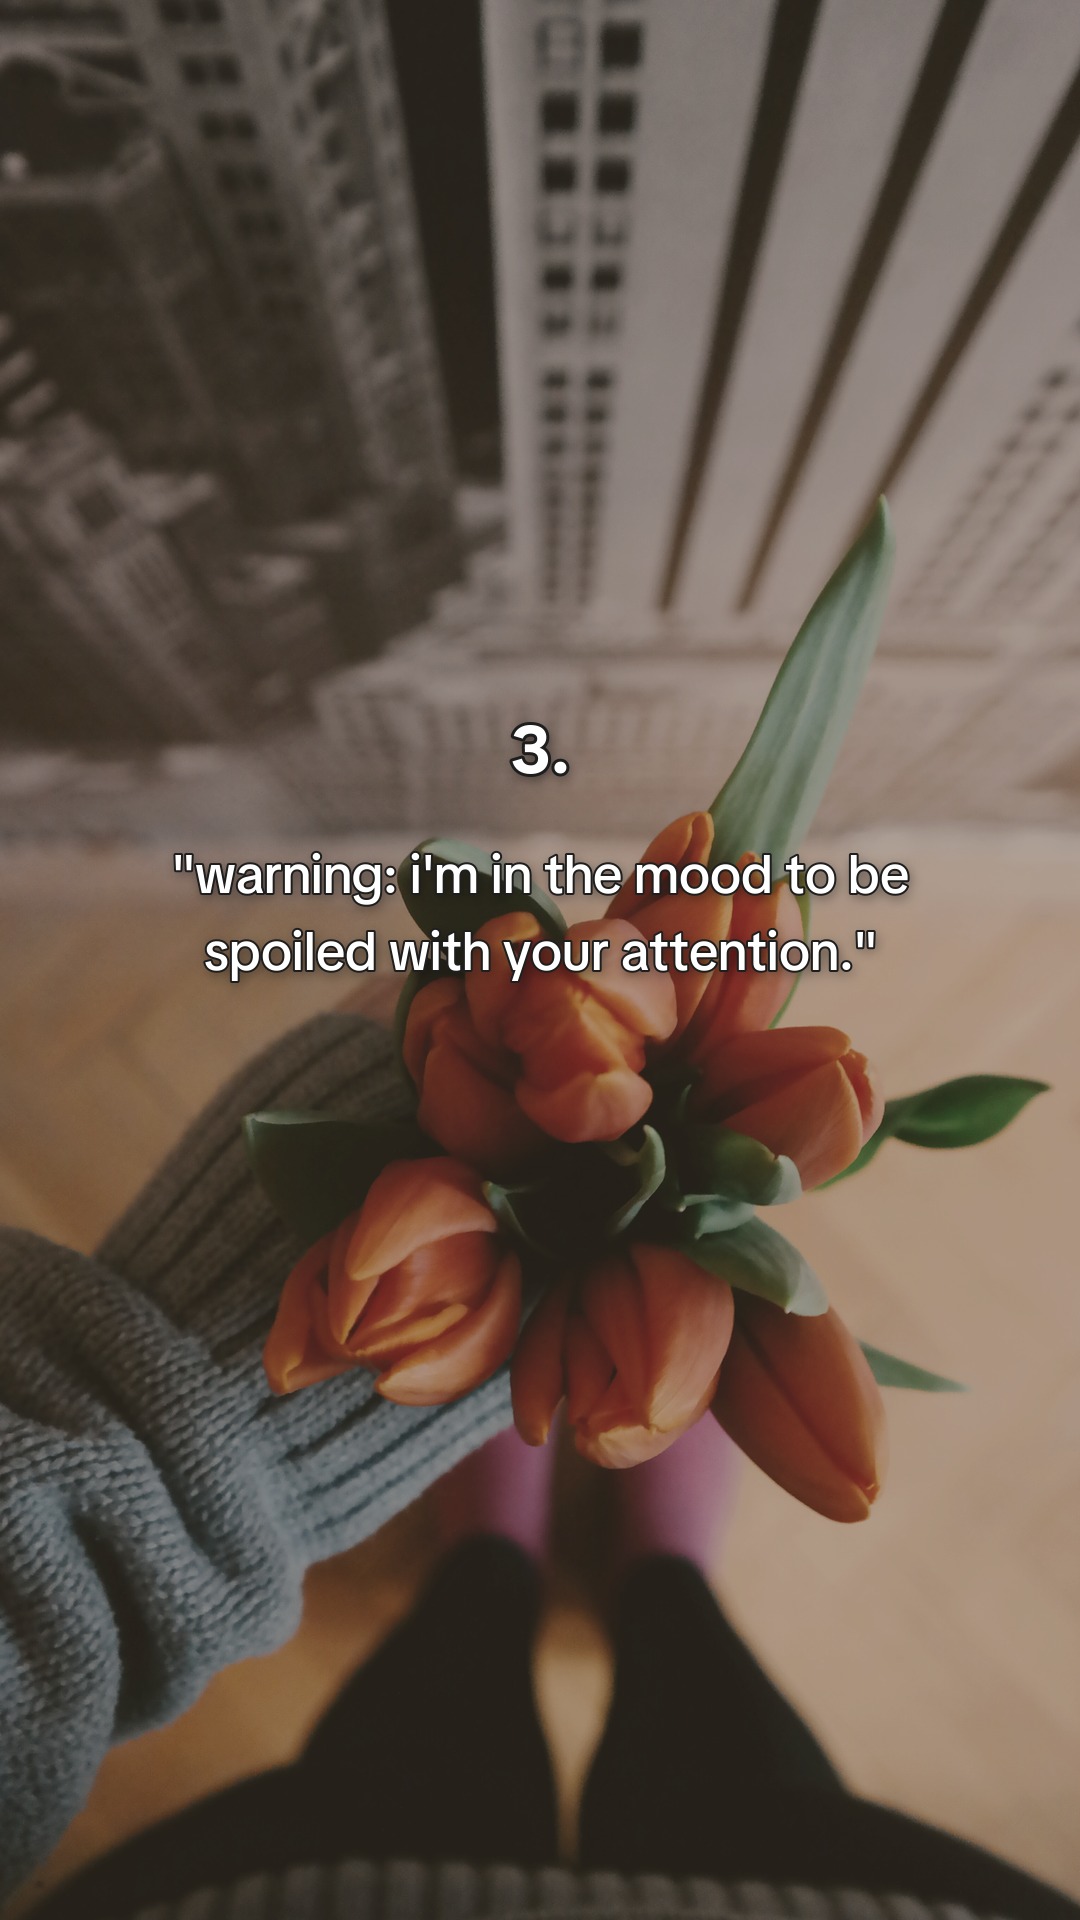 3.
"warning: i'm in the mood to be
spoiled with your attention."